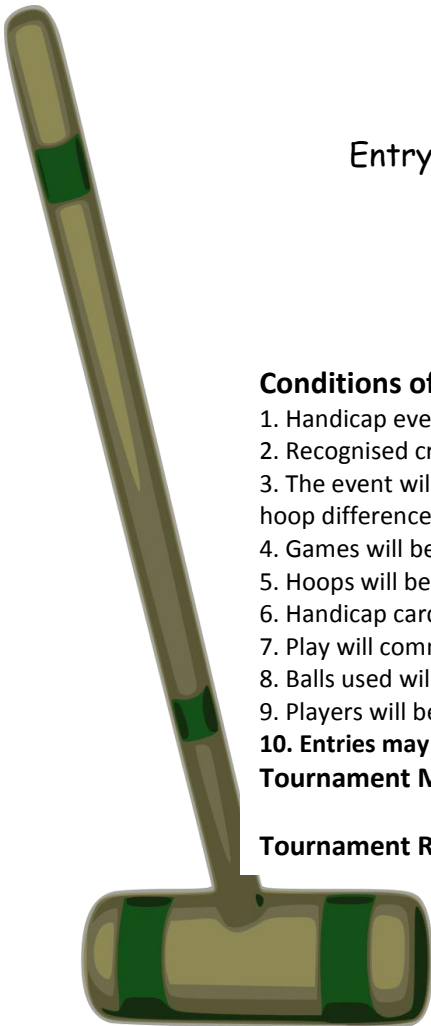 Entry
Conditions of
1. Handicap eve
2. Recognised cr
3. The event wil
hoop difference
4. Games will be
5. Hoops will be
6. Handicap card
7. Play will comm
8. Balls used will
9. Players will be
10. Entries may
Tournament M
Tournament R